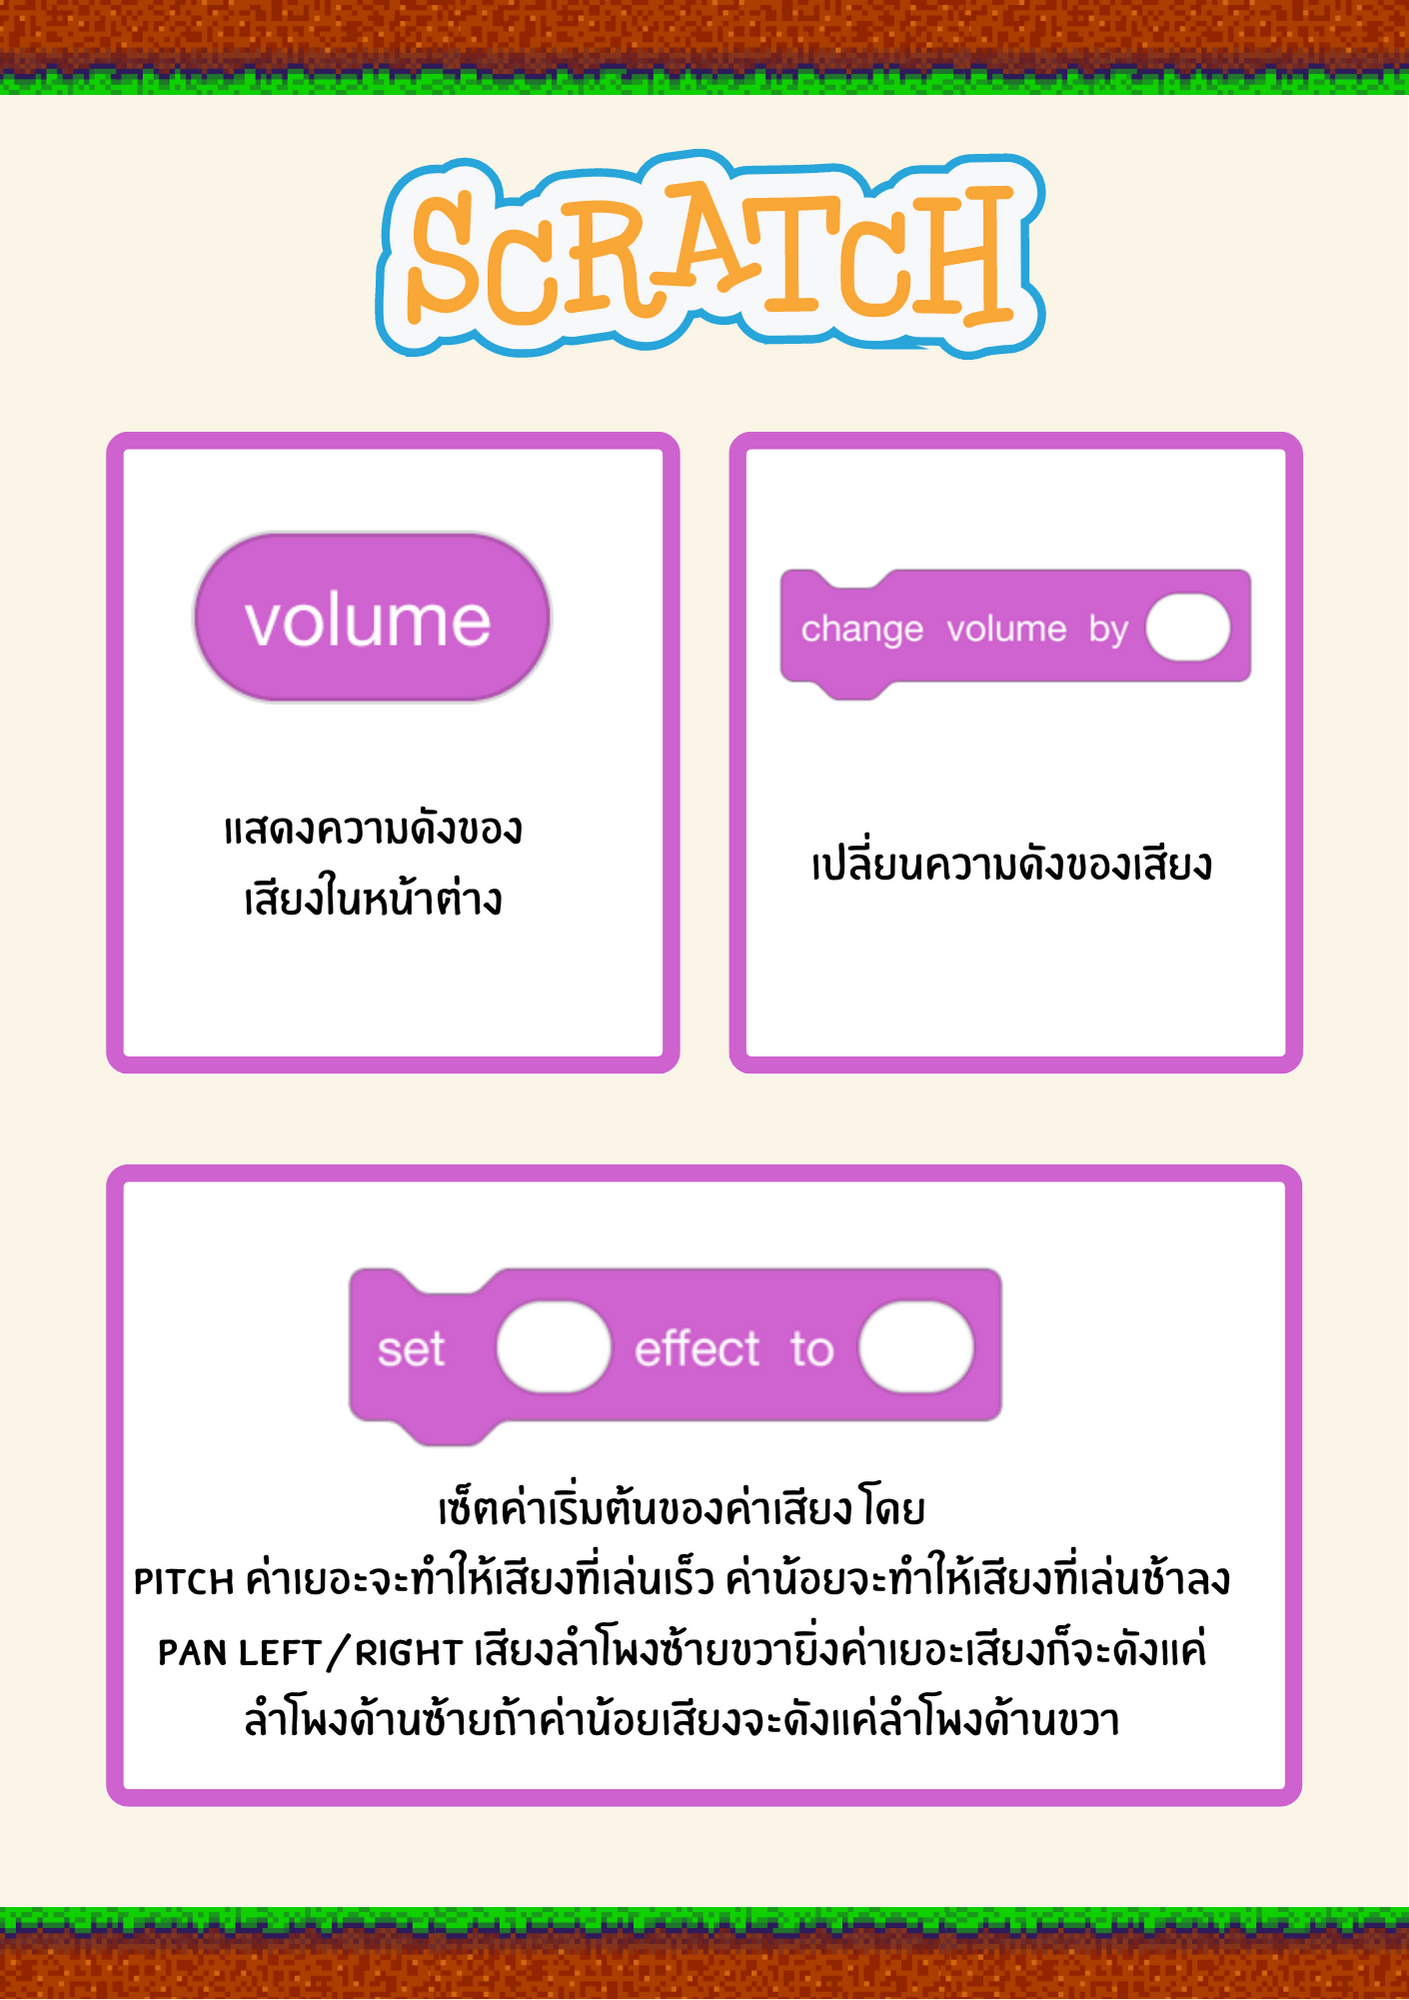 SCRATCH
volume
change volume by
แสดงความดังของ
เสียงในหน้าต่าง
เปลี่ยนความดังของเสียง
set effect to
เซ็ตค่าเริ่มต้นของค่าเสียง โดย
PITCH ค่าเยอะจะทำให้เสียงที่เล่นเร็ว ค่าน้อยจะทำให้เสียงที่เล่นช้าลง
PAN LEFT/RIGHT เสียงลำโพงซ้ายขวายิ่งค่าเยอะเสียงก็จะดังแค่
ลำโพงด้านซ้ายถ้าค่าน้อยเสียงจะดังแค่ลำโพงด้านขวา